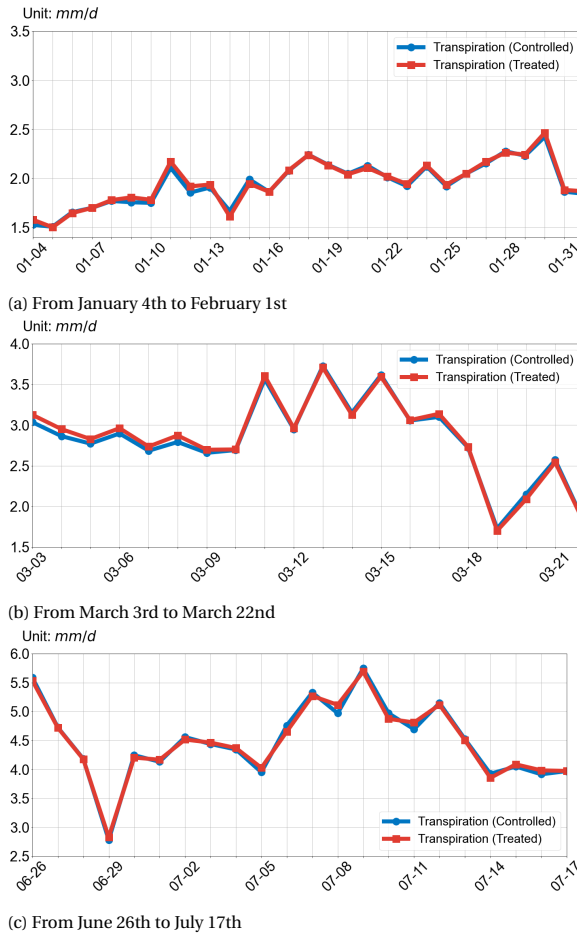 Unit: mm/d
3.5
3.0
2.5
2.0
1.5
Transpiration (Controlled)
Transpiration (Treated)
01-04 01-07 01-10 01-13 01-16 01-19 01-22 01-25 01-28 01-31
(a) From January 4th to February 1st
Unit: mm/d
4.0
3.5
3.0
2.5
2.0
1.5
Transpiration (Controlled)
Transpiration (Treated)
03-03 03-06 03-09 03-12 03-15 03-18 03-21
(b) From March 3rd to March 22nd
Unit: mm/d
6.0
5.5
5.0
4.5
4.0
3.5
3.0
2.5
Transpiration (Controlled)
Transpiration (Treated)
06-26 06-29 07-02 07-05 07-08 07-11 07-14 07-17
(c) From June 26th to July 17th